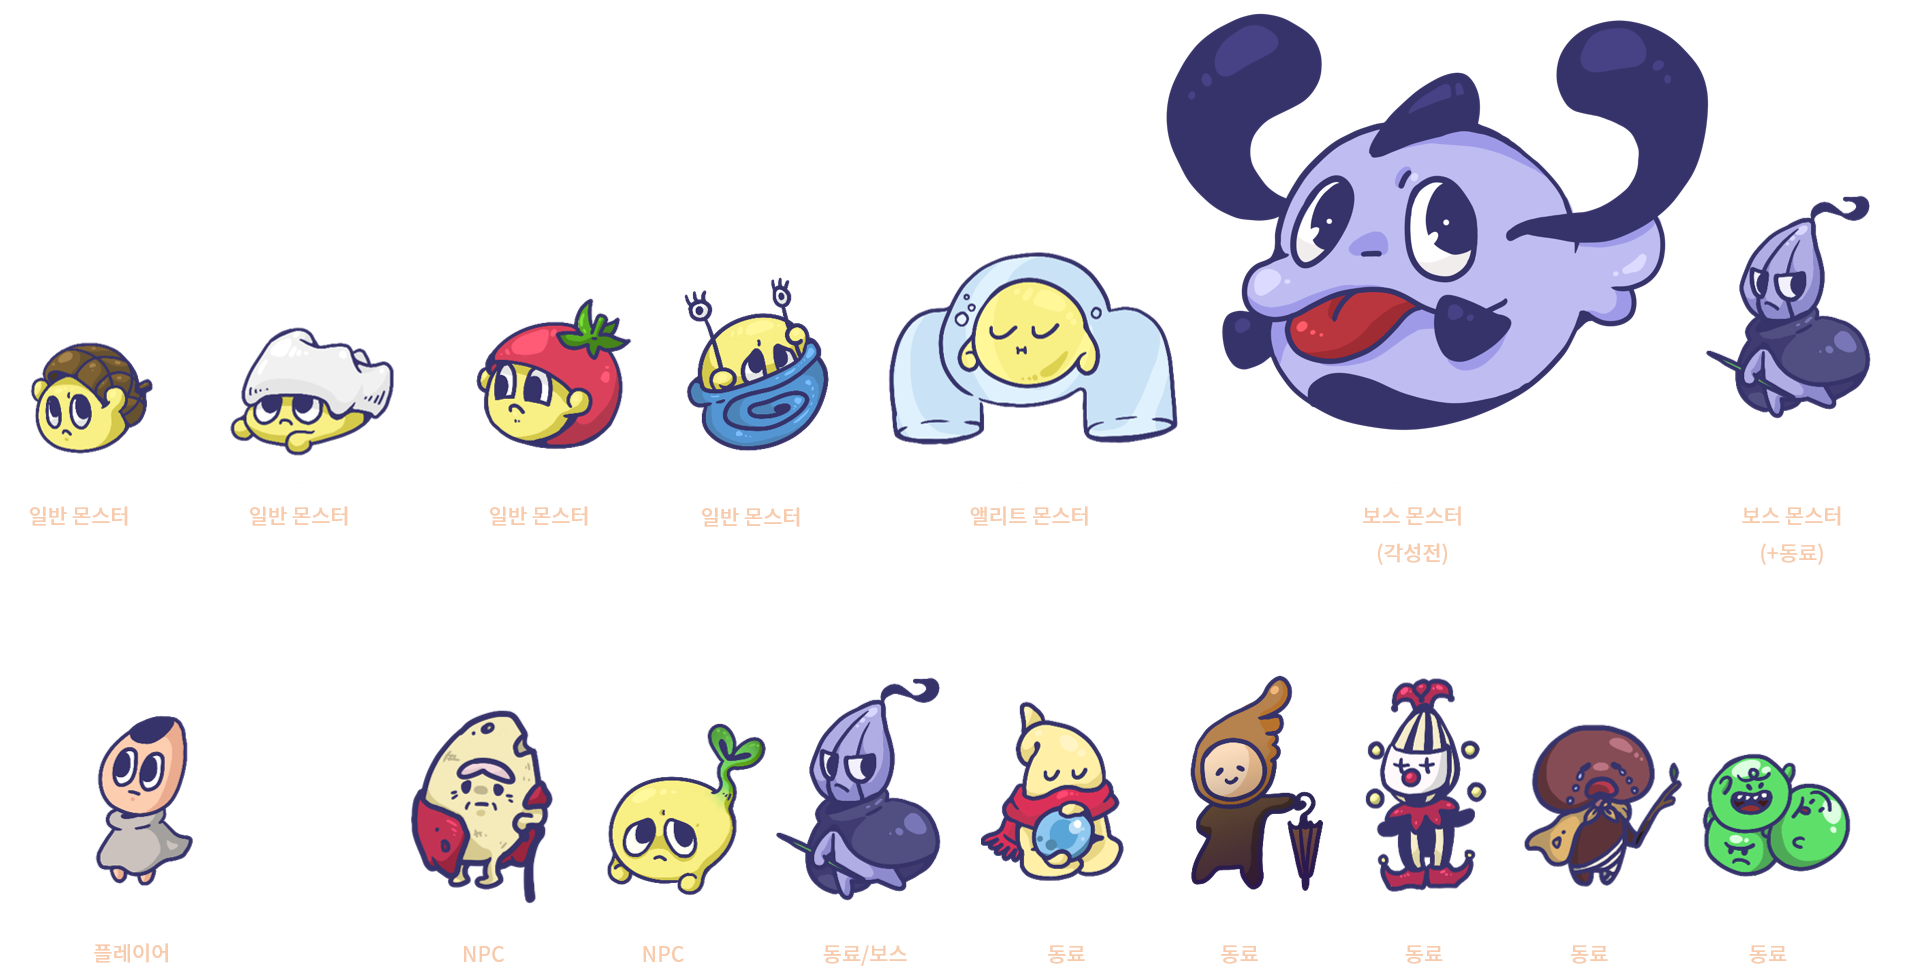 일반 몬스터
일반 몬스터
일반 몬스터
일반 몬스터
앨리트 몬스터
보스 몬스터
(각성전)
보스 몬스터
(+동료)
플레이어
NPC
NPC
동료/보스
동료
동료
동료
동료
동료